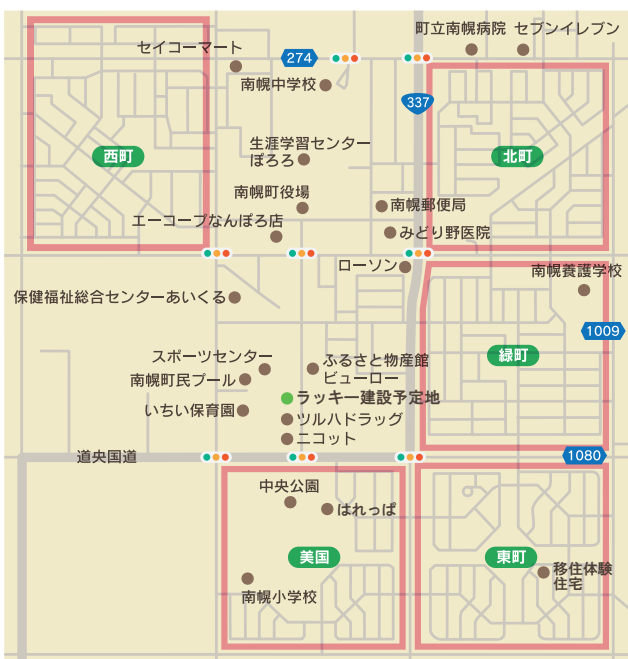 町立南幌病院
セブンイレブン
セイコーマート
274
南幌中学校
337
生涯学習センター
ぽろろ
西町
北町
南幌町役場
南幌郵便局
エーコープなんぽろ店
みどり野医院
ローソン
南幌養護学校
保健福祉総合センターあいくる
1009
スポーツセンター
ふるさと物産館
ビューロー
緑町
南幌町民プール
ラッキー建設予定地
いちい保育園
ツルハドラッグ
ニコット
道央国道
1080
中央公園
はれっぱ
美国
東町
移住体験
住宅
南幌小学校